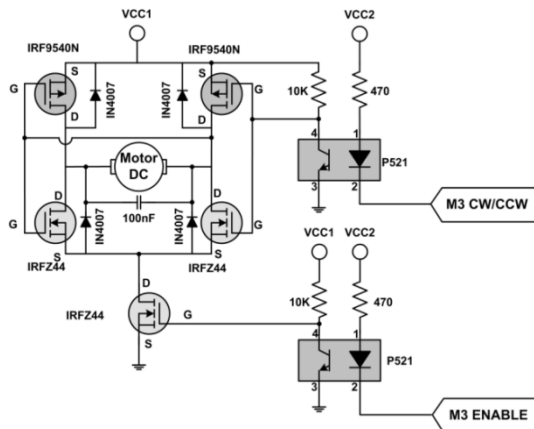 VCC1
VCC2
IRF9540N
IRF9540N
S
S
G
G
D
D
IN4007
IN4007
10K
470
4
1
P521
3
2
M3 CW/CCW
Motor
DC
100nF
D
D
G
G
IN4007
IN4007
S
S
IRFZ44
IRFZ44
VCC1
VCC2
10K
470
D
IRFZ44
G
S
4
1
P521
3
2
M3 ENABLE